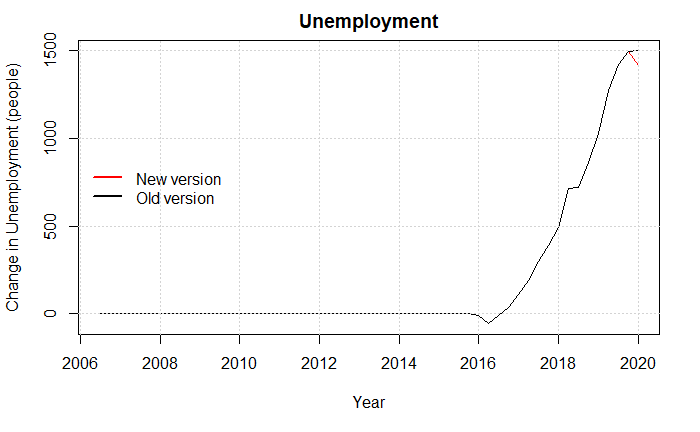 Unemployment
Change in Unemployment (people)
1500
1000
500
0
New version
Old version
2006 2008 2010 2012 2014 2016 2018 2020
Year